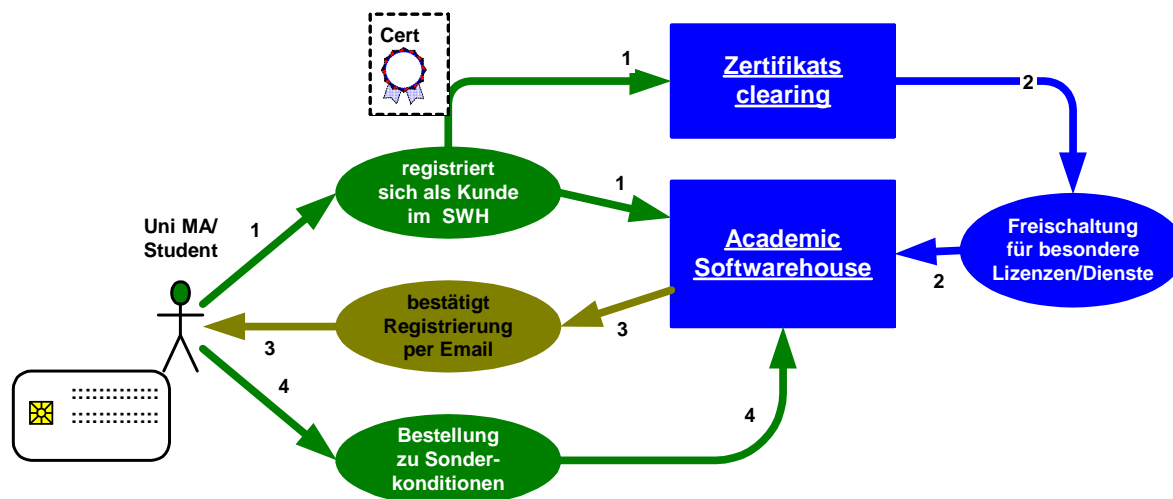 Cert
1
Zertifikats
clearing
2
registriert
sich als Kunde
im SWH
1
Uni MA/
Student
1
Academic
Softwarehouse
Freischaltung
für besondere
Lizenzen/Dienste
2
bestätigt
Registrierung
per Email
3
3
4
Bestellung
zu Sonder-
konditionen
4